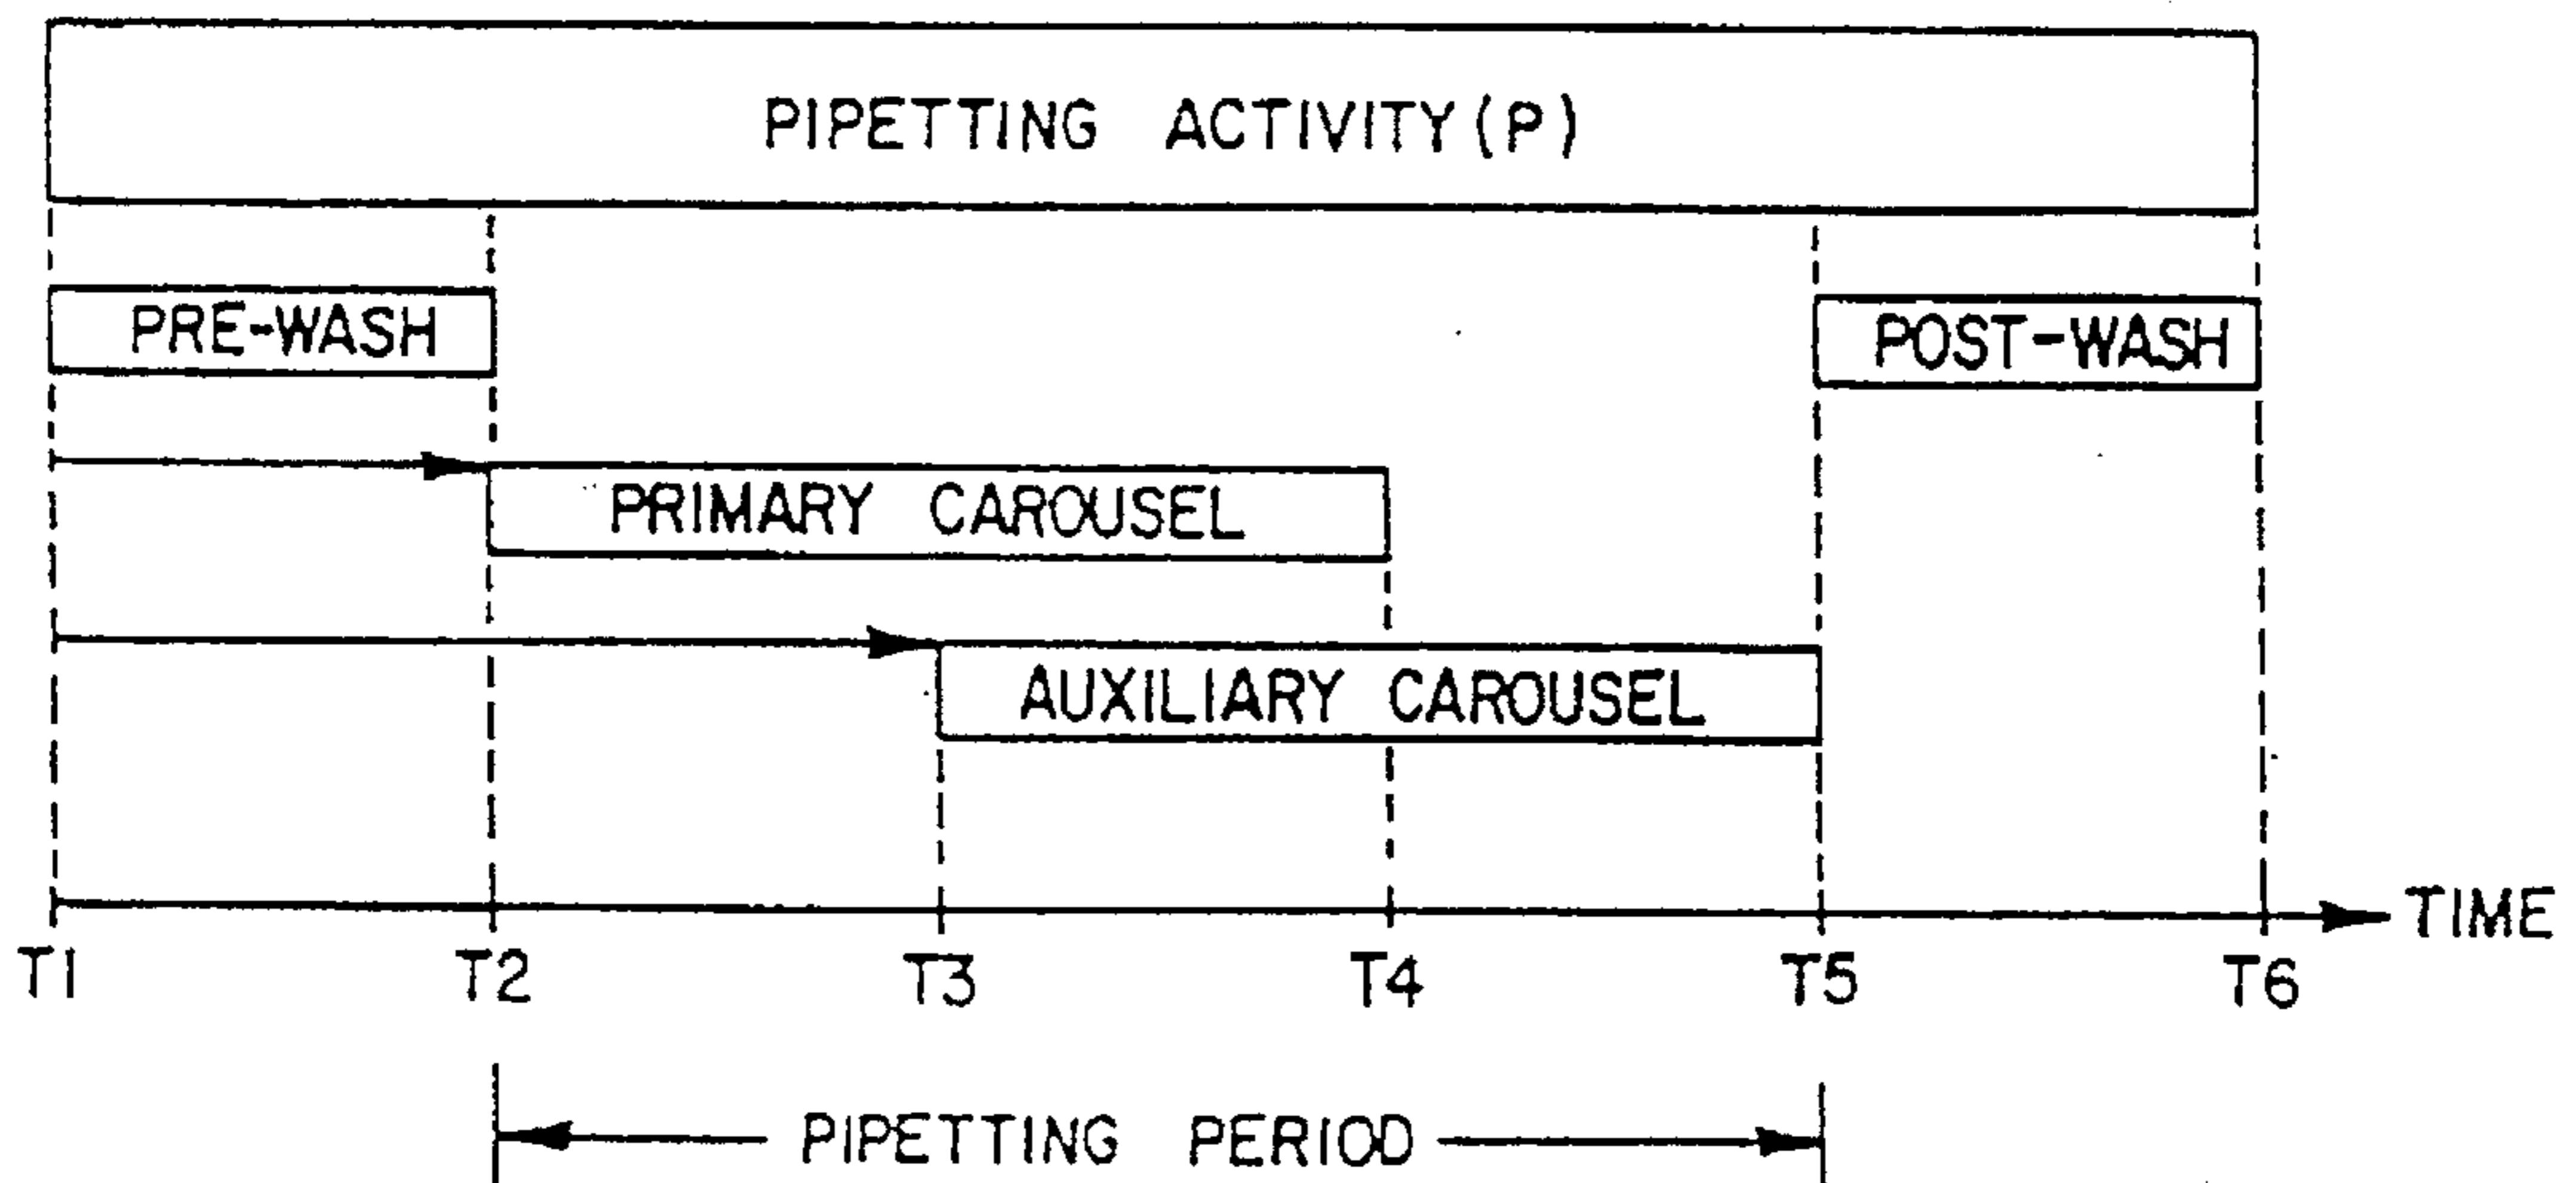 PIPETTING ACTIVITY (P)
PRE-WASH
POST-WASH
PRIMARY CAROUSEL
AUXILIARY CAROUSEL
TIME
T1 T2 T3 T4 T5 T6
PIPETTING PERIOD